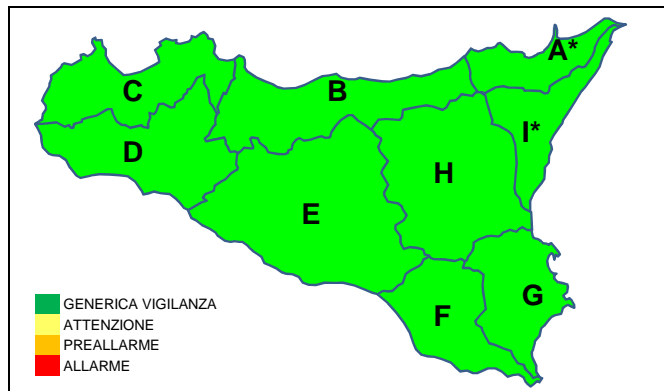 A*
C
B
I*
D
H
E
G
F
GENERICA VIGILANZA
ATTENZIONE
PREALLARME
ALLARME